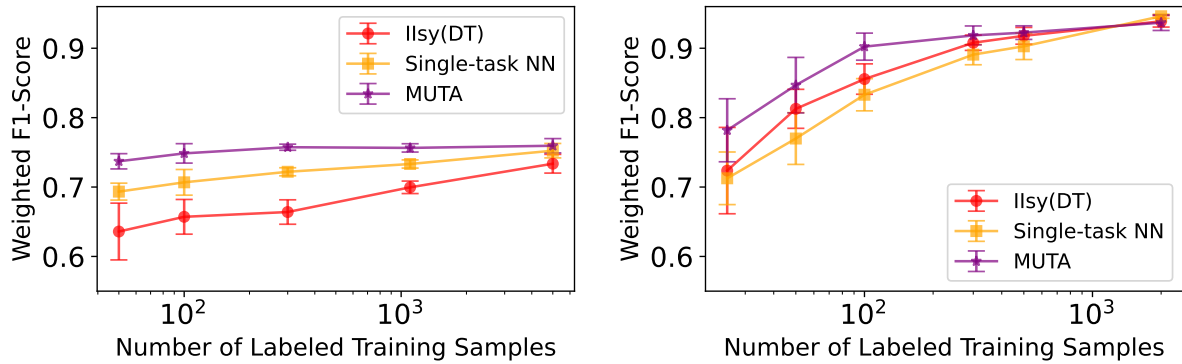 Weighted F1-Score
0.9
0.8
0.7
0.6
IIsy(DT)
Single-task NN
MUTA
10²
10³
Number of Labeled Training Samples
Weighted F1-Score
0.9
0.8
0.7
0.6
IIsy(DT)
Single-task NN
MUTA
10²
10³
Number of Labeled Training Samples